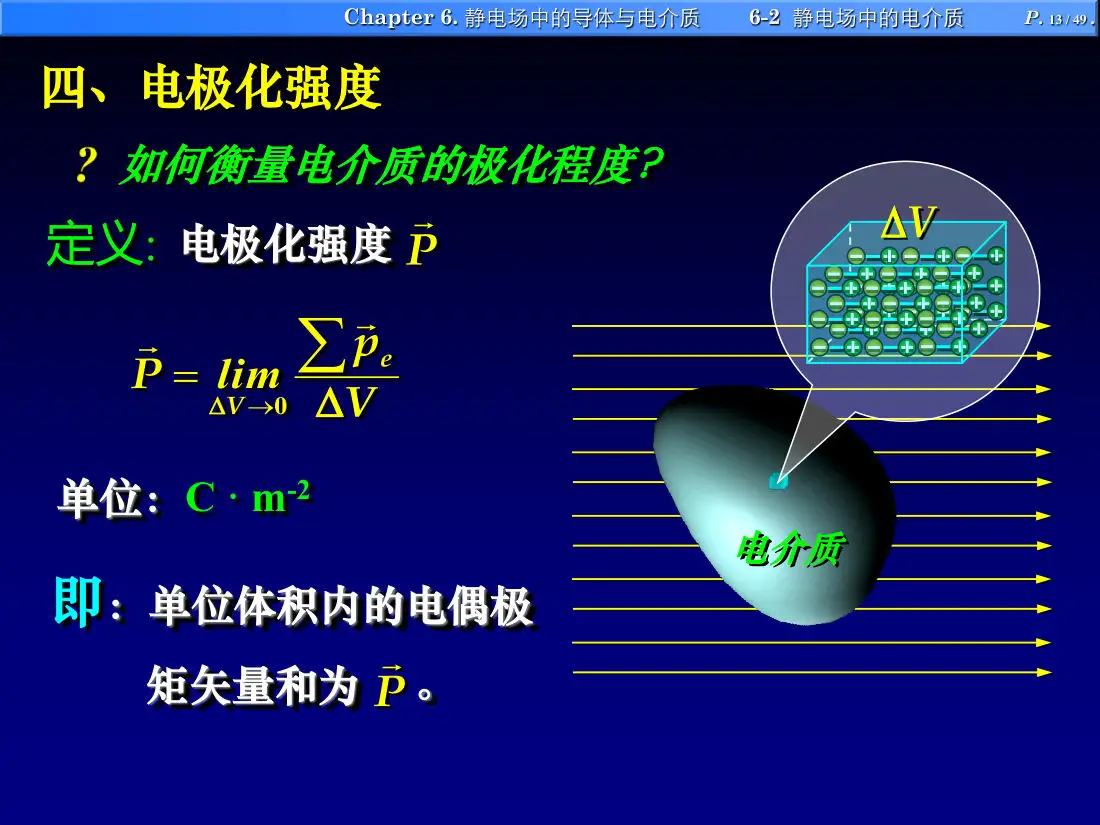 Chapter 6. 静电场中的导体与电介质 6-2 静电场中的电介质 P. 13 / 49 .
四、电极化强度
? 如何衡量电介质的极化程度?
定义: 电极化强度 P⃗
P⃗ = lim ΔV→0 ∑p⃗e / ΔV
单位: C · m-2
即: 单位体积内的电偶极
矩矢量和为 P⃗ 。
ΔV
电介质